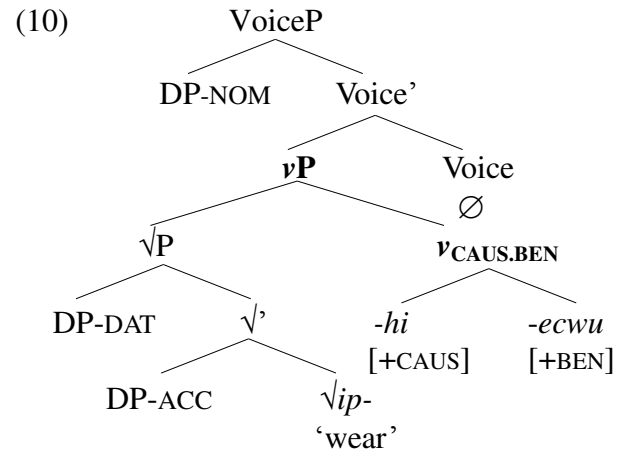 (10) VoiceP
DP-NOM Voice’
vP Voice
∅
√P vCAUS.BEN
DP-DAT √’ -hi -ecwu
[+CAUS] [+BEN]
DP-ACC √ip-
‘wear’